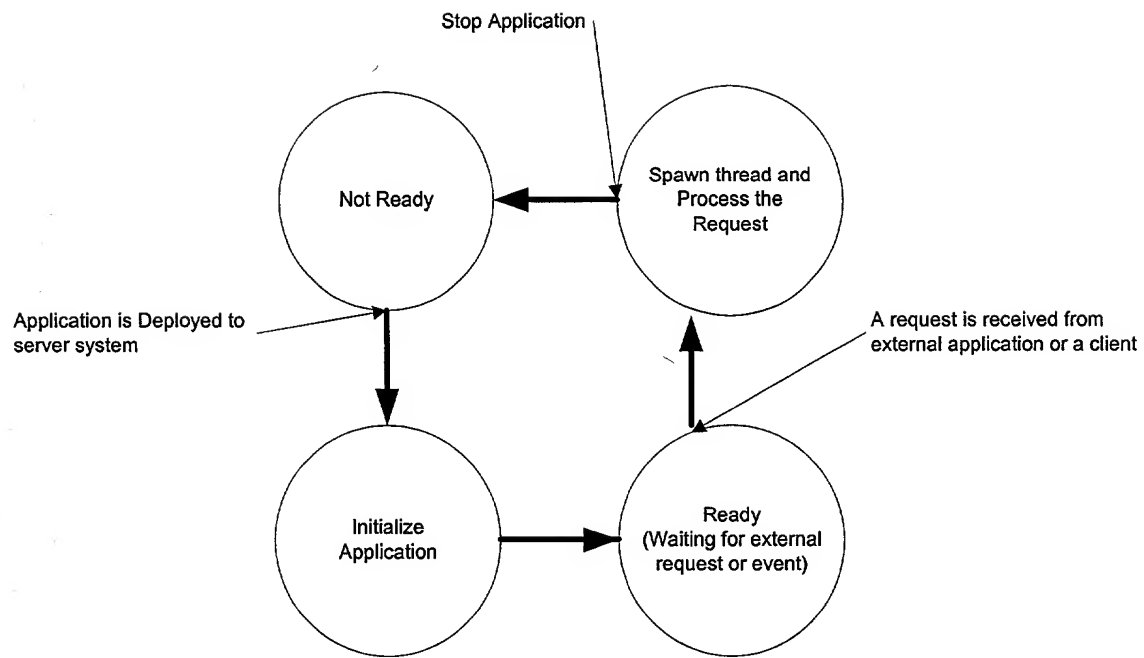 Stop Application
Not Ready
Spawn thread and
Process the
Request
Application is Deployed to
server system
A request is received from
external application or a client
Initialize
Application
Ready
(Waiting for external
request or event)